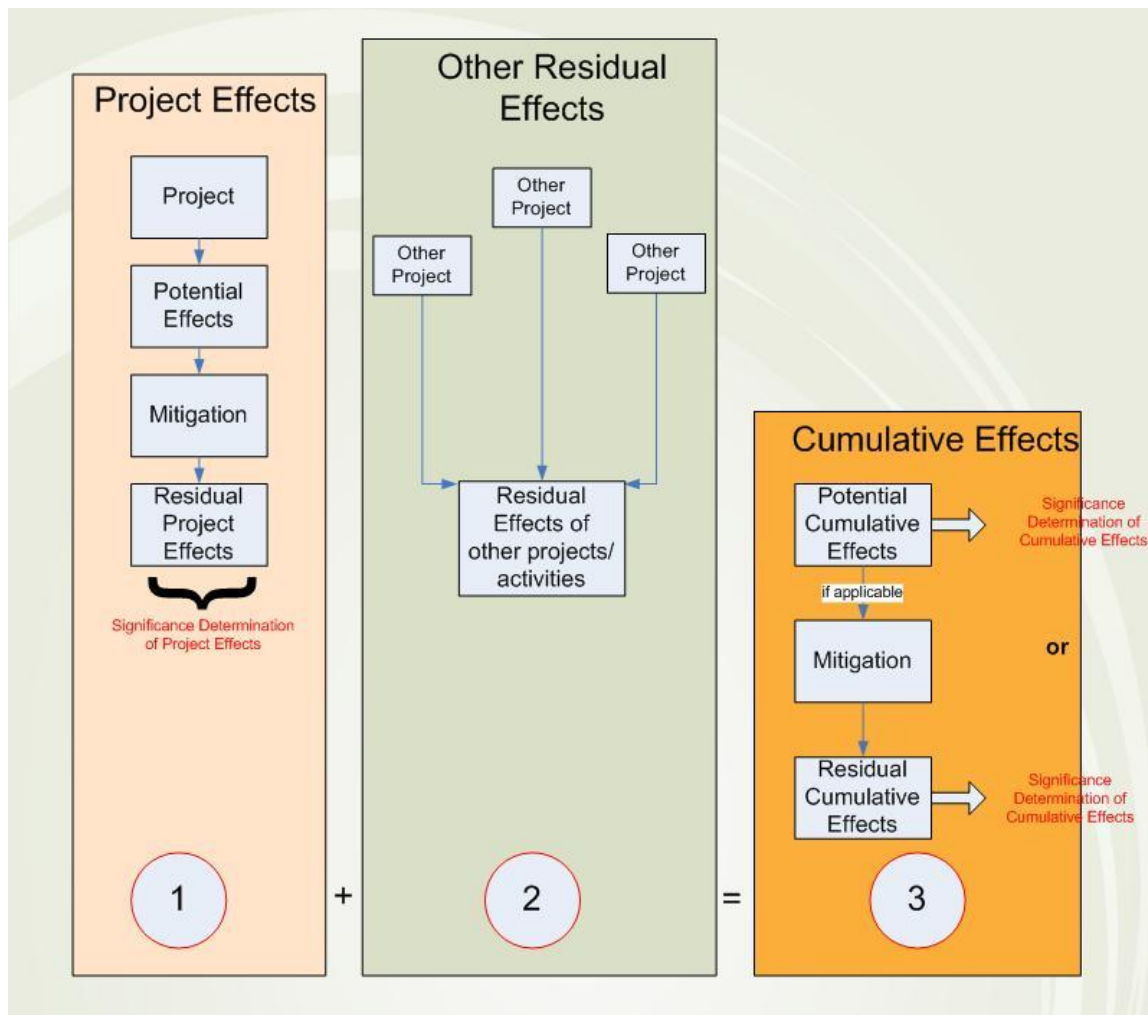 Project Effects
Project
Potential
Effects
Mitigation
Residual
Project
Effects
Significance Determination
of Project Effects
1
+
Other Residual
Effects
Other
Project
Other
Project
Other
Project
Residual
Effects of
other projects/
activities
2
=
Cumulative Effects
Potential
Cumulative
Effects
Significance
Determination of
Cumulative Effects
if applicable
Mitigation
or
Residual
Cumulative
Effects
Significance
Determination of
Cumulative Effects
3